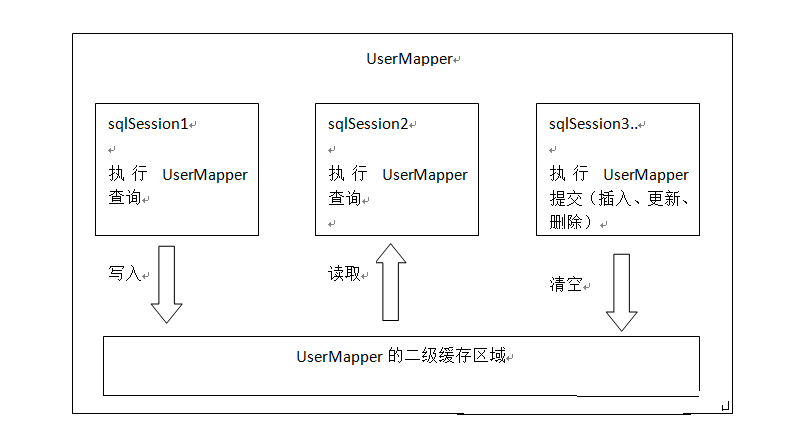 UserMapper
sqlSession1
执行 UserMapper
查询
写入
sqlSession2
执行 UserMapper
查询
读取
sqlSession3..
执行 UserMapper
提交（插入、更新、
删除）
清空
UserMapper 的二级缓存区域